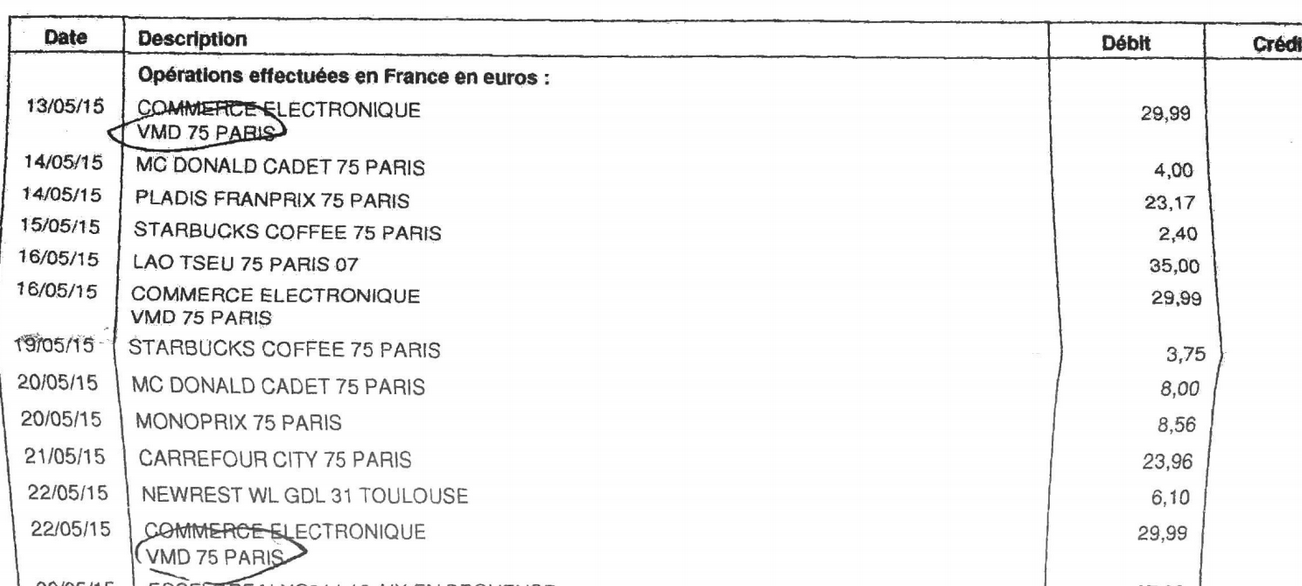 Date Description Débit Crédi
Opérations effectuées en France en euros :
13/05/15 COMMERCE ELECTRONIQUE 29,99
VMD 75 PARIS
14/05/15 MC DONALD CADET 75 PARIS 4,00
14/05/15 PLADIS FRANPRIX 75 PARIS 23,17
15/05/15 STARBUCKS COFFEE 75 PARIS 2,40
16/05/15 LAO TSEU 75 PARIS 07 35,00
16/05/15 COMMERCE ELECTRONIQUE 29,99
VMD 75 PARIS
19/05/15 STARBUCKS COFFEE 75 PARIS 3,75
20/05/15 MC DONALD CADET 75 PARIS 8,00
20/05/15 MONOPRIX 75 PARIS 8,56
21/05/15 CARREFOUR CITY 75 PARIS 23,96
22/05/15 NEWREST WL GDL 31 TOULOUSE 6,10
22/05/15 COMMERCE ELECTRONIQUE 29,99
VMD 75 PARIS